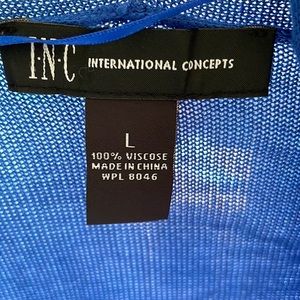 I·N·C INTERNATIONAL CONCEPTS
L
100% VISCOSE
MADE IN CHINA
WPL 8046